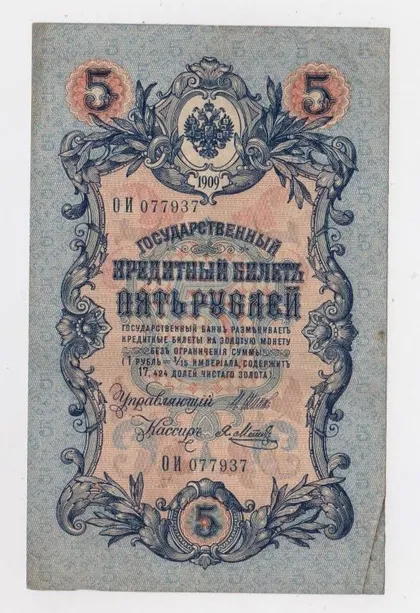 5 5
1909
ОИ 077937
ГОСУДАРСТВЕННЫЙ
КРЕДИТНЫЙ БИЛЕТЪ
ПЯТЬ РУБЛЕЙ
ГОСУДАРСТВЕННЫЙ БАНКЪ РАЗМѢНИВАЕТЪ
КРЕДИТНЫЕ БИЛЕТЫ НА ЗОЛОТУЮ МОНЕТУ
БЕЗЪ ОГРАНИЧЕНІЯ СУММЫ
(1 РУБЛЬ = 1/15 ИМПЕРІАЛА, СОДЕРЖИТЪ
17,424 ДОЛЕЙ ЧИСТАГО ЗОЛОТА)
Управляющій
Кассиръ
ОИ 077937
5